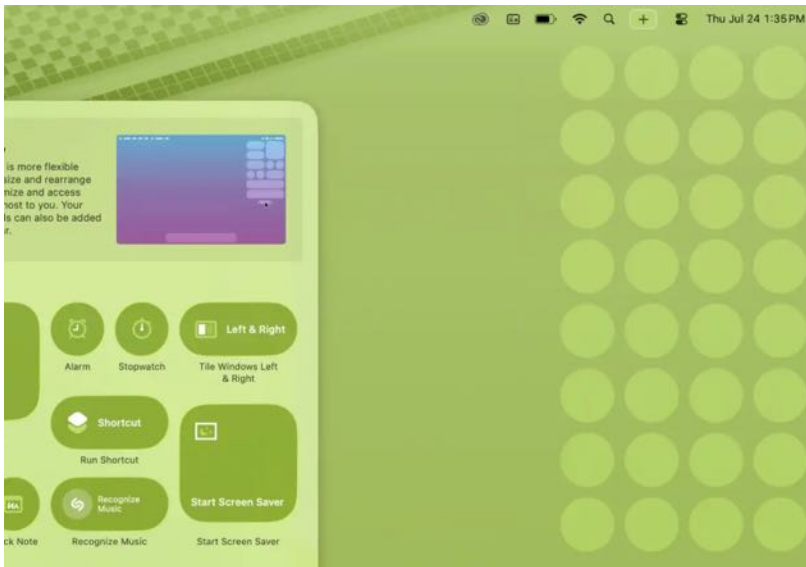 Thu Jul 24 1:35 PM
is more flexible
size and rearrange
nize and access
nost to you. Your
ls can also be added
ar.
Left & Right
Alarm
Stopwatch
Tile Windows Left
& Right
Shortcut
Run Shortcut
Recognize
Music
Start Screen Saver
ck Note
Recognize Music
Start Screen Saver